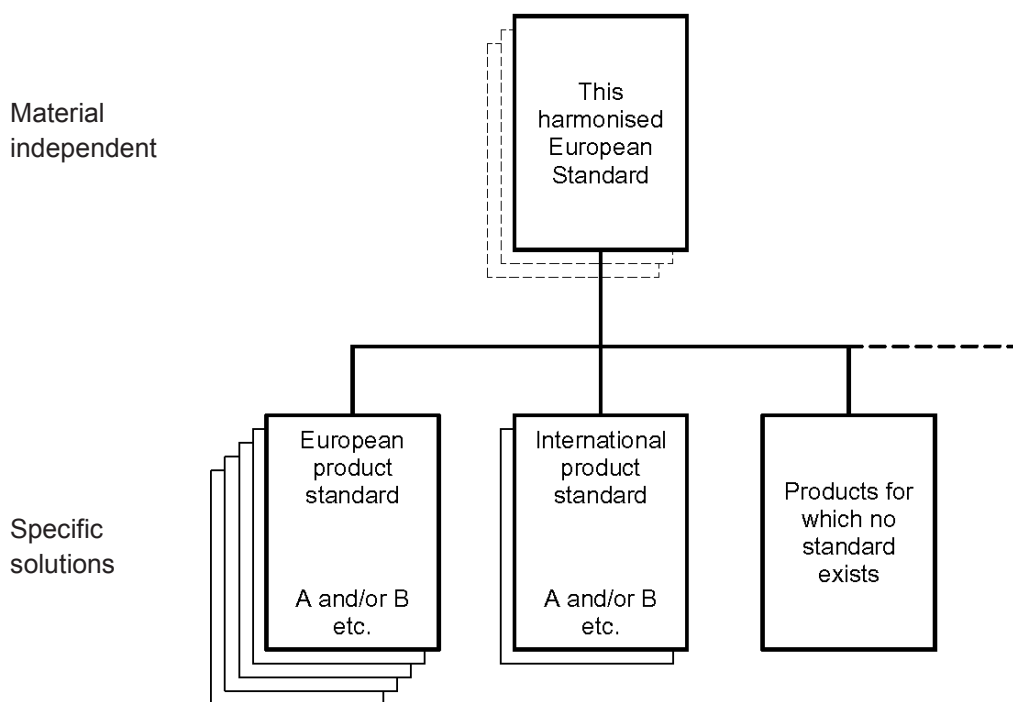 Material
independent
This
harmonised
European
Standard
Specific
solutions
European
product
standard
A and/or B
etc.
International
product
standard
A and/or B
etc.
Products for
which no
standard
exists